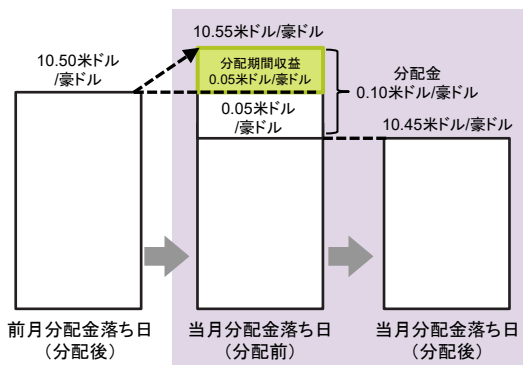 10.50米ドル
/豪ドル
10.55米ドル/豪ドル
分配期間収益
0.05米ドル/豪ドル
0.05米ドル
/豪ドル
分配金
0.10米ドル/豪ドル
10.45米ドル/豪ドル
前月分配金落ち日
（分配後）
当月分配金落ち日
（分配前）
当月分配金落ち日
（分配後）